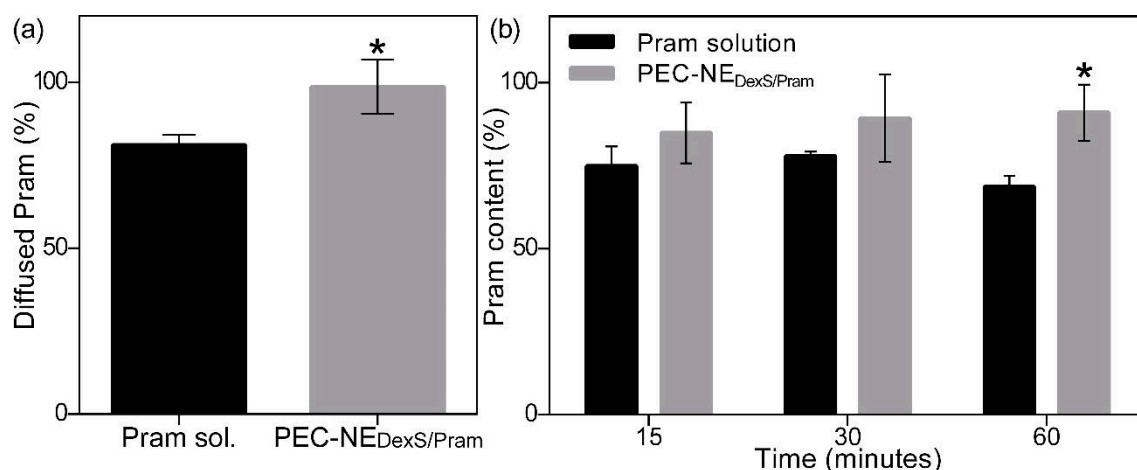 (a)
*
100
50
0
Diffused Pram (%)
Pram sol.
PEC-NEDexS/Pram
(b)
Pram solution
PEC-NEDexS/Pram
*
100
50
0
Pram content (%)
15
30
60
Time (minutes)